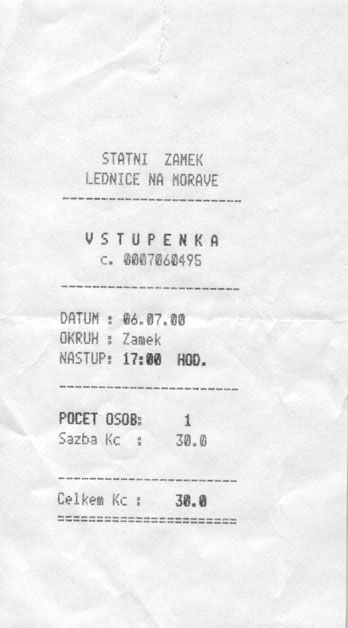 STATNI ZAMEK
LEDNICE NA MORAVE
------------------------
V S T U P E N K A
c. 0007060495
------------------------
DATUM : 06.07.00
OKRUH : Zamek
NASTUP: 17:00 HOD.
------------------------
POCET OSOB: 1
Sazba Kc : 30.0
------------------------
Celkem Kc : 30.0
========================